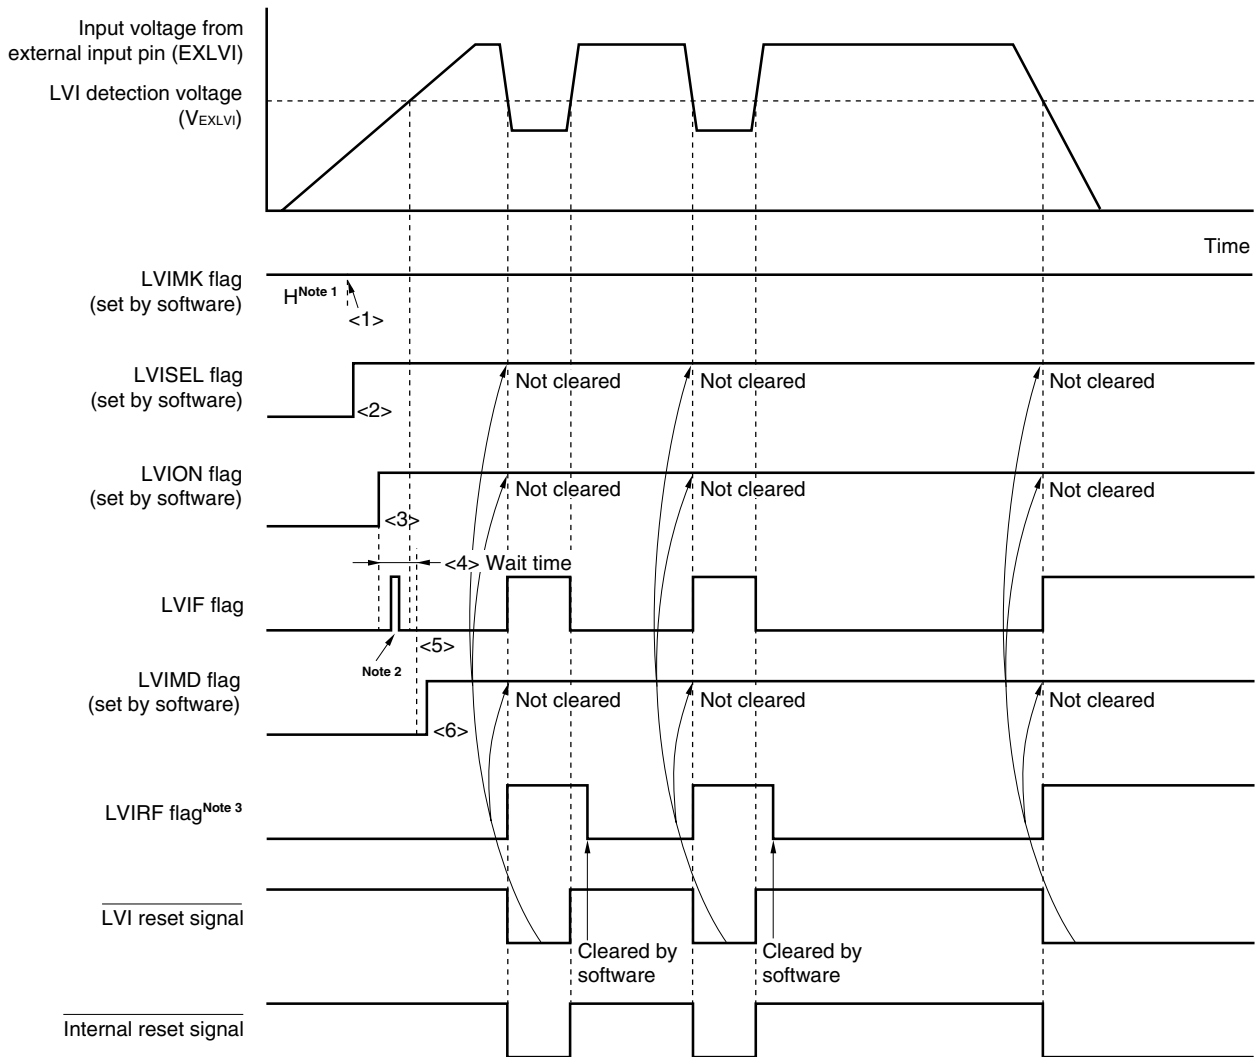 Input voltage from
external input pin (EXLVI)
LVI detection voltage
(VEXLVI)
Time
LVIMK flag
(set by software)
HNote 1
<1>
LVISEL flag
(set by software)
<2>
Not cleared
Not cleared
Not cleared
LVION flag
(set by software)
<3>
Not cleared
Not cleared
Not cleared
<4> Wait time
LVIF flag
Note 2
<5>
LVIMD flag
(set by software)
<6>
Not cleared
Not cleared
Not cleared
LVIRF flagNote 3
LVI reset signal
Cleared by
software
Cleared by
software
Internal reset signal